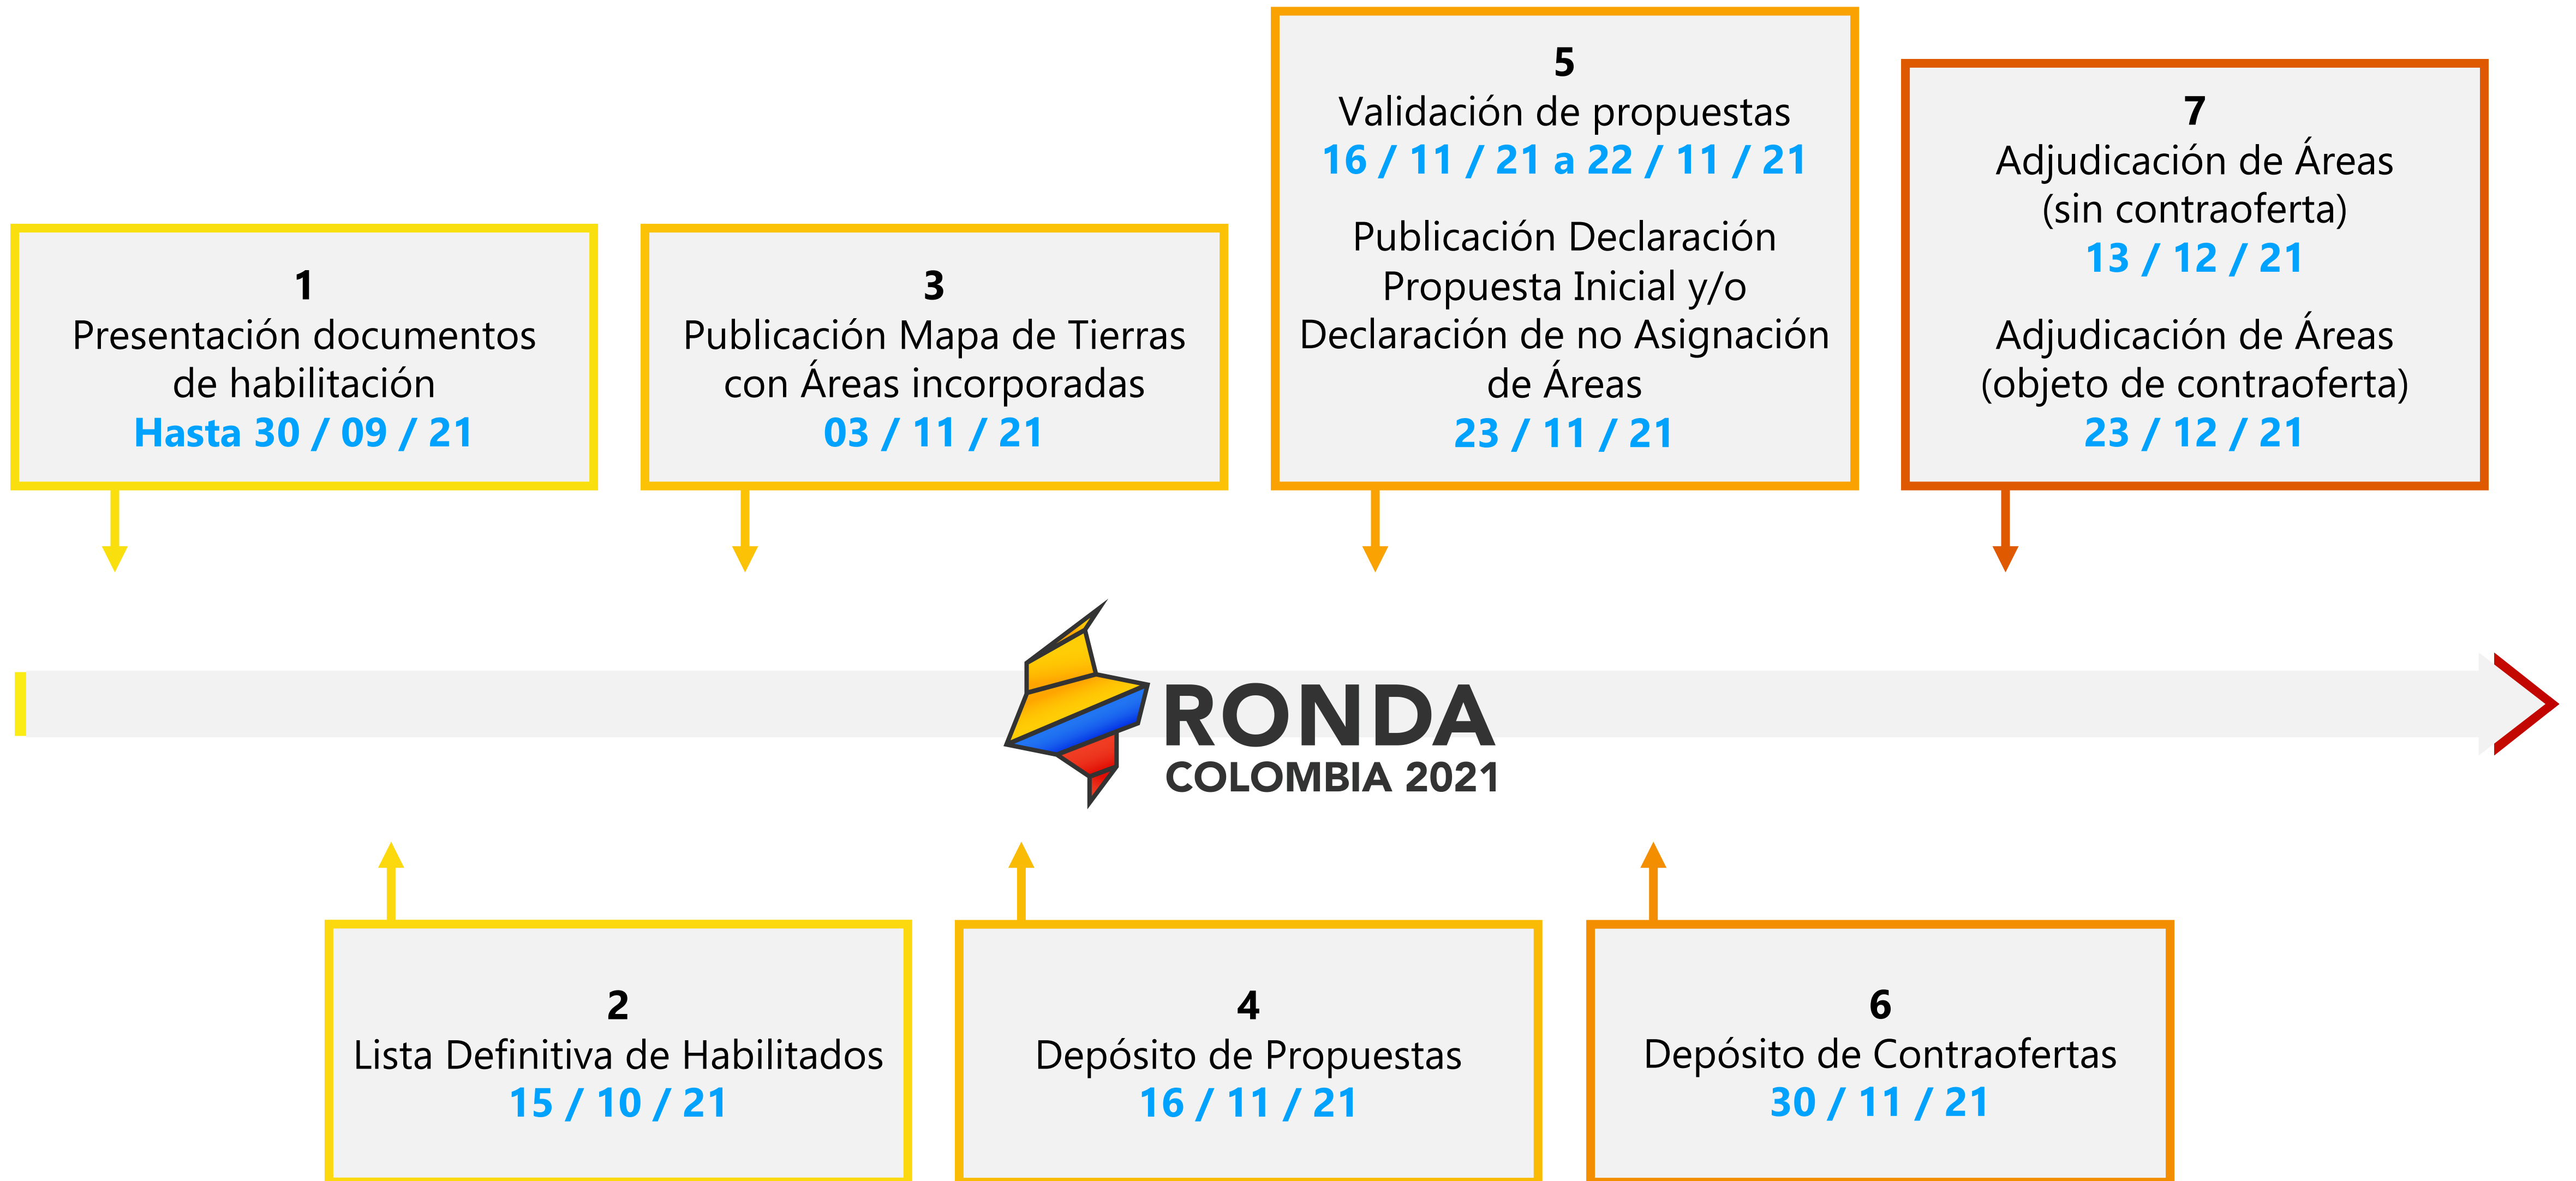 1
Presentación documentos
de habilitación
Hasta 30 / 09 / 21
3
Publicación Mapa de Tierras
con Áreas incorporadas
03 / 11 / 21
5
Validación de propuestas
16 / 11 / 21 a 22 / 11 / 21
Publicación Declaración
Propuesta Inicial y/o
Declaración de no Asignación
de Áreas
23 / 11 / 21
7
Adjudicación de Áreas
(sin contraoferta)
13 / 12 / 21
Adjudicación de Áreas
(objeto de contraoferta)
23 / 12 / 21
RONDA
COLOMBIA 2021
2
Lista Definitiva de Habilitados
15 / 10 / 21
4
Depósito de Propuestas
16 / 11 / 21
6
Depósito de Contraofertas
30 / 11 / 21